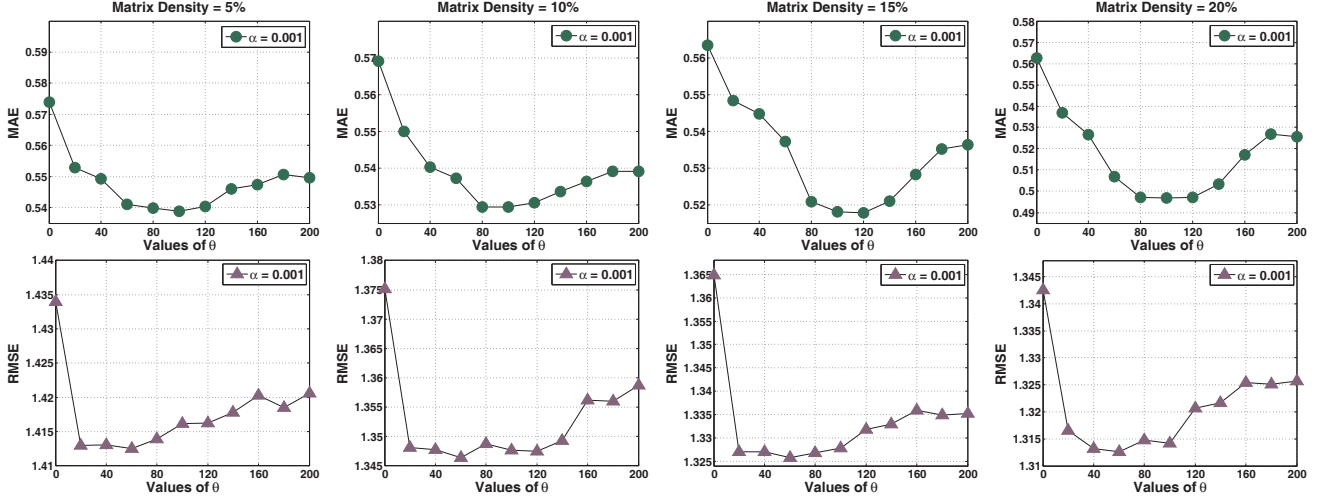 Matrix Density = 5%
α = 0.001
0.59
0.58
0.57
0.56
0.55
0.54
MAE
0 40 80 120 160 200
Values of θ
Matrix Density = 10%
α = 0.001
0.57
0.56
0.55
0.54
0.53
MAE
0 40 80 120 160 200
Values of θ
Matrix Density = 15%
α = 0.001
0.56
0.55
0.54
0.53
0.52
MAE
0 40 80 120 160 200
Values of θ
Matrix Density = 20%
α = 0.001
0.58
0.57
0.56
0.55
0.54
0.53
0.52
0.51
0.5
0.49
MAE
0 40 80 120 160 200
Values of θ
α = 0.001
1.44
1.435
1.43
1.425
1.42
1.415
1.41
RMSE
0 40 80 120 160 200
Values of θ
α = 0.001
1.38
1.375
1.37
1.365
1.36
1.355
1.35
1.345
RMSE
0 40 80 120 160 200
Values of θ
α = 0.001
1.365
1.36
1.355
1.35
1.345
1.34
1.335
1.33
1.325
RMSE
0 40 80 120 160 200
Values of θ
α = 0.001
1.345
1.34
1.335
1.33
1.325
1.32
1.315
1.31
RMSE
0 40 80 120 160 200
Values of θ